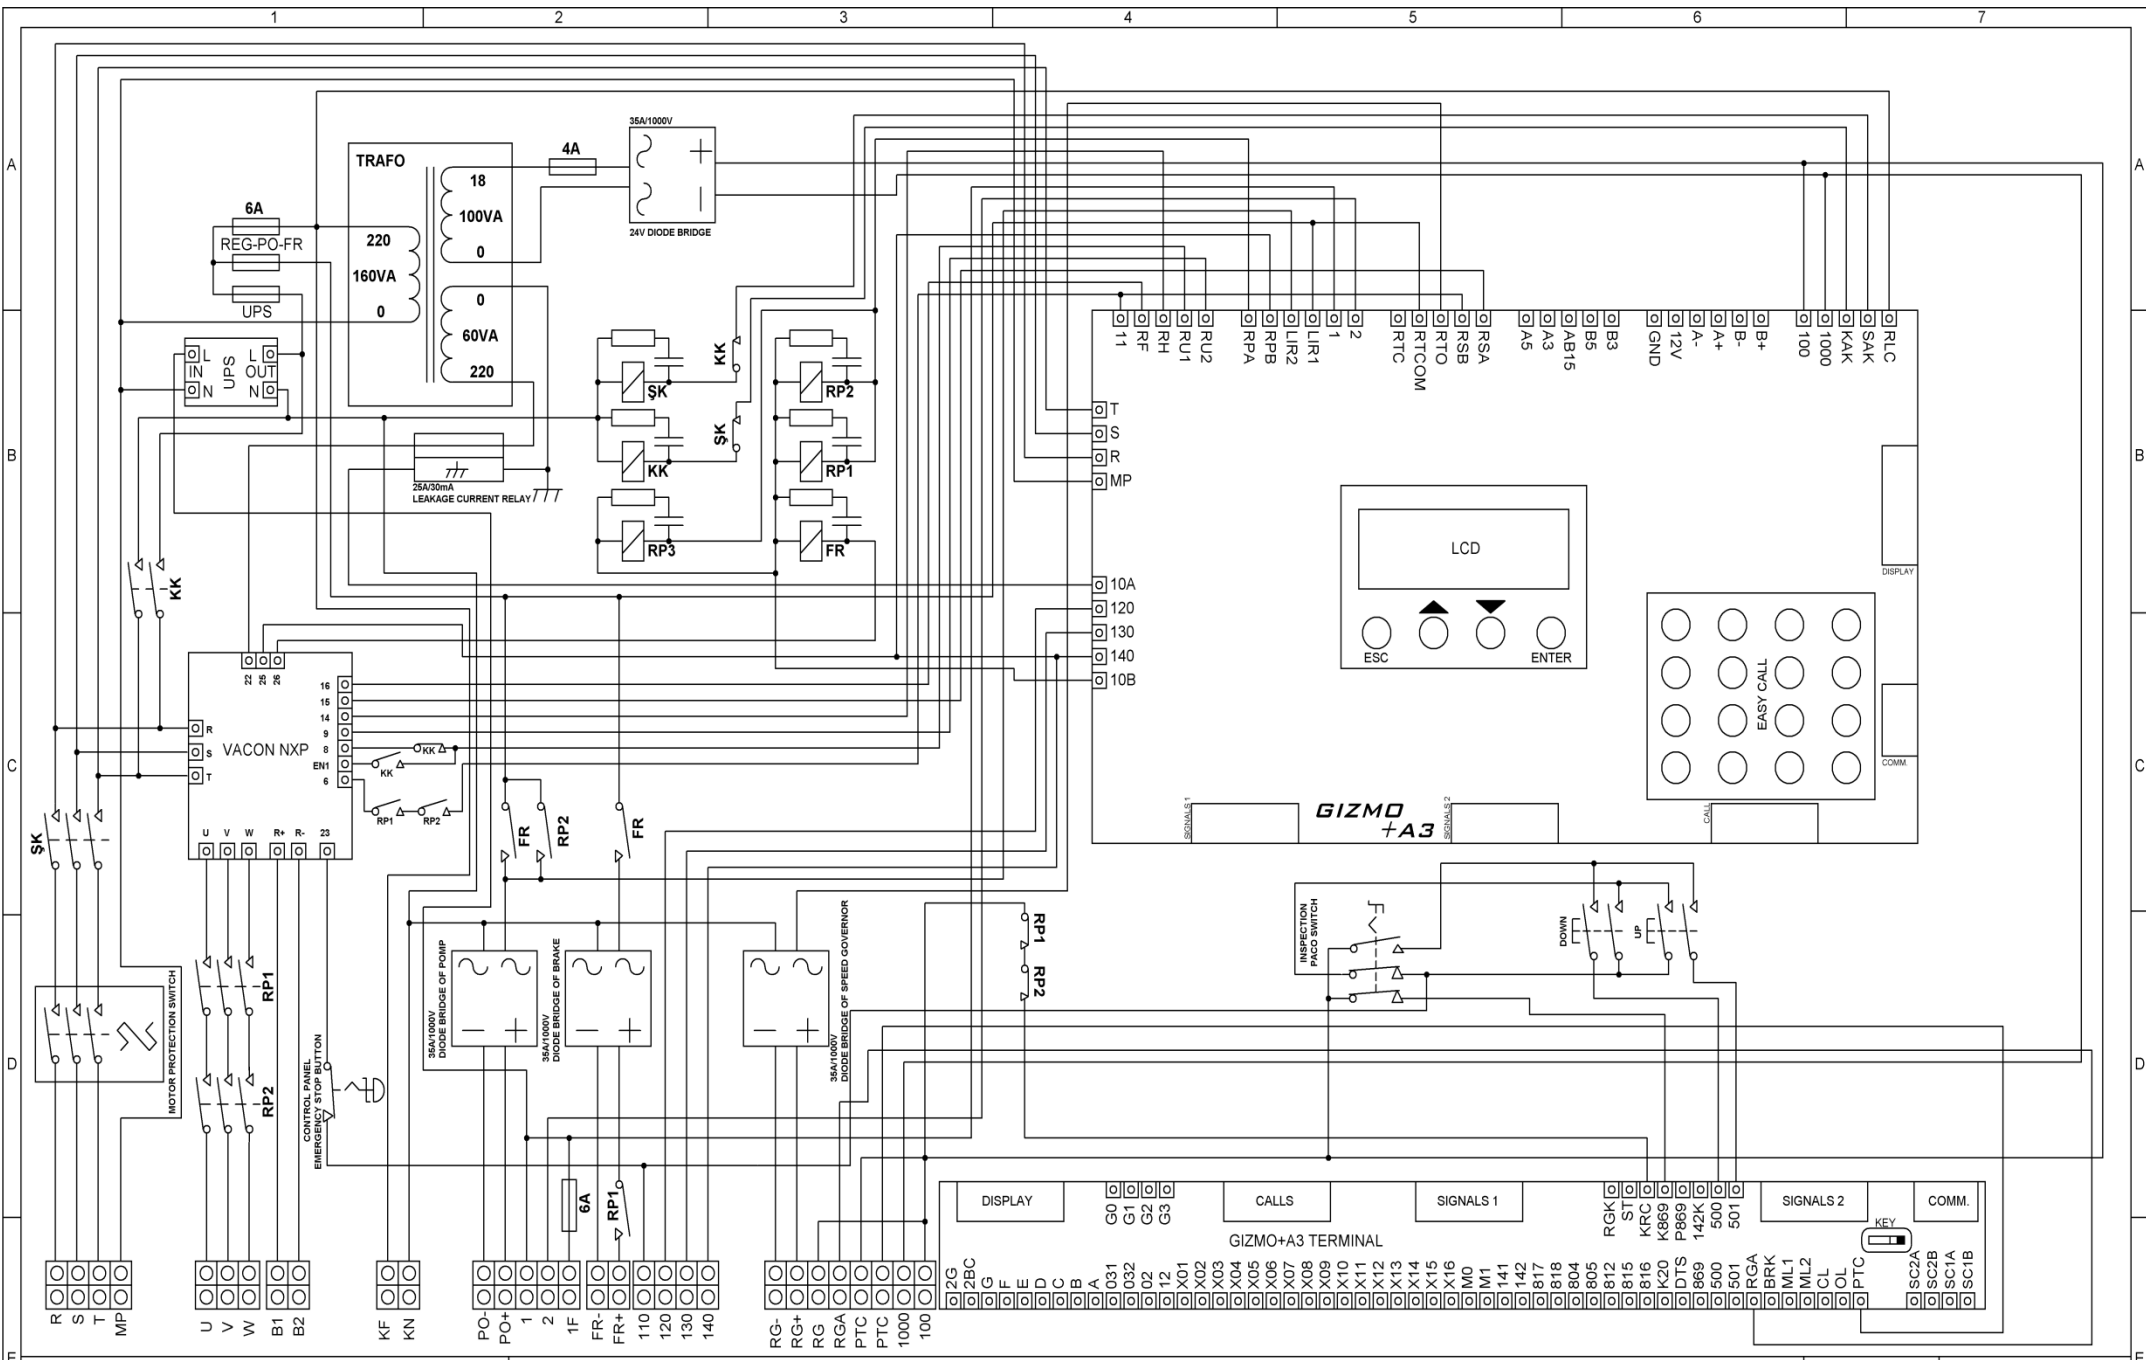 1 2 3 4 5 6 7
A
A
B
B
C
C
D
D
E
E
TRAFO
18
100VA
0
220
160VA
0
0
60VA
220
4A
35A/1000V
24V DIODE BRIDGE
6A
REG-PO-FR
UPS
L
IN
N
UPS
L
OUT
N
25A/30mA
LEAKAGE CURRENT RELAY
ŞK
KK
RP3
KK
ŞK
RP2
RP1
FR
KK
11
RF
RH
RU1
RU2
RPA
RPB
LIR2
LIR1
1
2
RTC
RTCOM
RTO
RSB
RSA
A5
A3
AB15
B5
B3
GND
12V
A-
A+
B-
B+
100
1000
KAK
SAK
RLC
T
S
R
MP
10A
120
130
140
10B
LCD
ESC
ENTER
DISPLAY
EASY CALL
COMM.
SIGNALS 1
GIZMO
+A3
SIGNALS 2
CALL
22
25
26
16
15
14
9
8
EN1
6
R
S
T
VACON NXP
U
V
W
R+
R-
23
KK
KK
RP1
RP2
ŞK
FR
RP2
FR
MOTOR PROTECTION SWITCH
RP1
RP2
CONTROL PANEL
EMERGENCY STOP BUTTON
35A/1000V
DIODE BRIDGE OF POMP
35A/1000V
DIODE BRIDGE OF BRAKE
35A/1000V
DIODE BRIDGE OF SPEED GOVERNOR
RP1
RP2
INSPECTION
PACO SWITCH
DOWN
UP
6A
RP1
DISPLAY
G0
G1
G2
G3
CALLS
SIGNALS 1
RGK
ST
KRC
K869
P869
142K
500
501
SIGNALS 2
COMM.
KEY
GIZMO+A3 TERMINAL
2G
2BC
G
F
E
D
C
B
A
031
032
02
12
X01
X02
X03
X04
X05
X06
X07
X08
X09
X10
X11
X12
X13
X14
X15
X16
M0
M1
141
142
817
818
804
805
812
815
816
K20
DTS
869
500
501
RGA
BRK
ML1
ML2
CL
OL
PTC
SC2A
SC2B
SC1A
SC1B
R
S
T
MP
U
V
W
B1
B2
KF
KN
PO-
PO+
1
2
1F
FR-
FR+
110
120
130
140
RG-
RG+
RG
RGA
PTC
PTC
1000
100